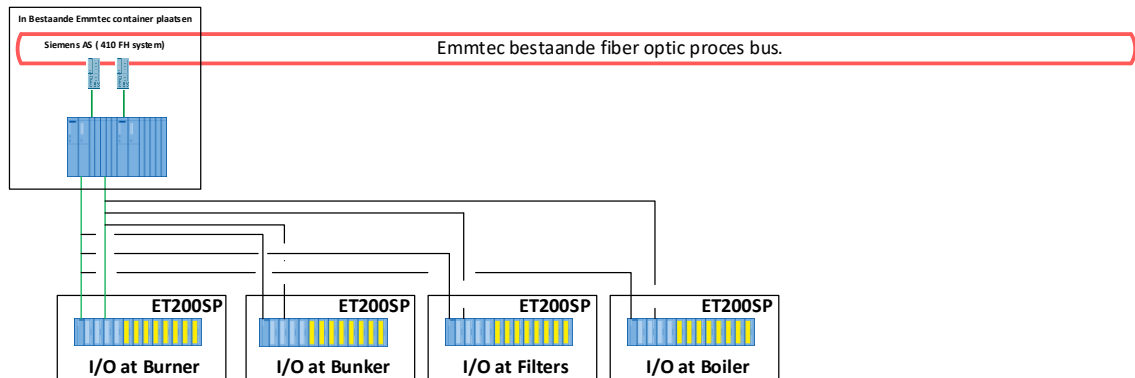 In Bestaande Emmtec container plaatsen
Siemens AS ( 410 FH system)
Emmtec bestaande fiber optic proces bus.
ET200SP
ET200SP
ET200SP
ET200SP
I/O at Burner
I/O at Bunker
I/O at Filters
I/O at Boiler